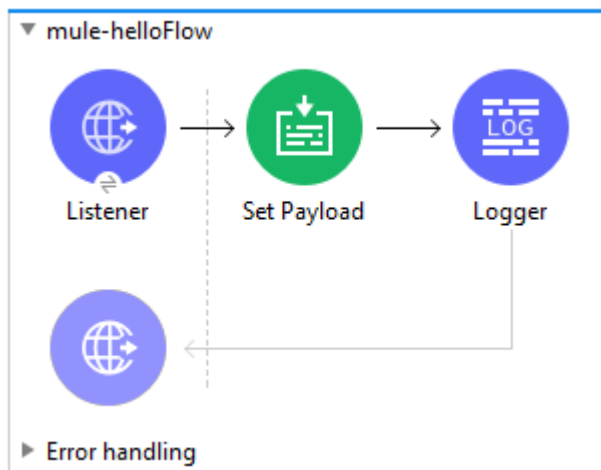 mule-helloFlow
LOG
Listener
Set Payload
Logger
Error handling